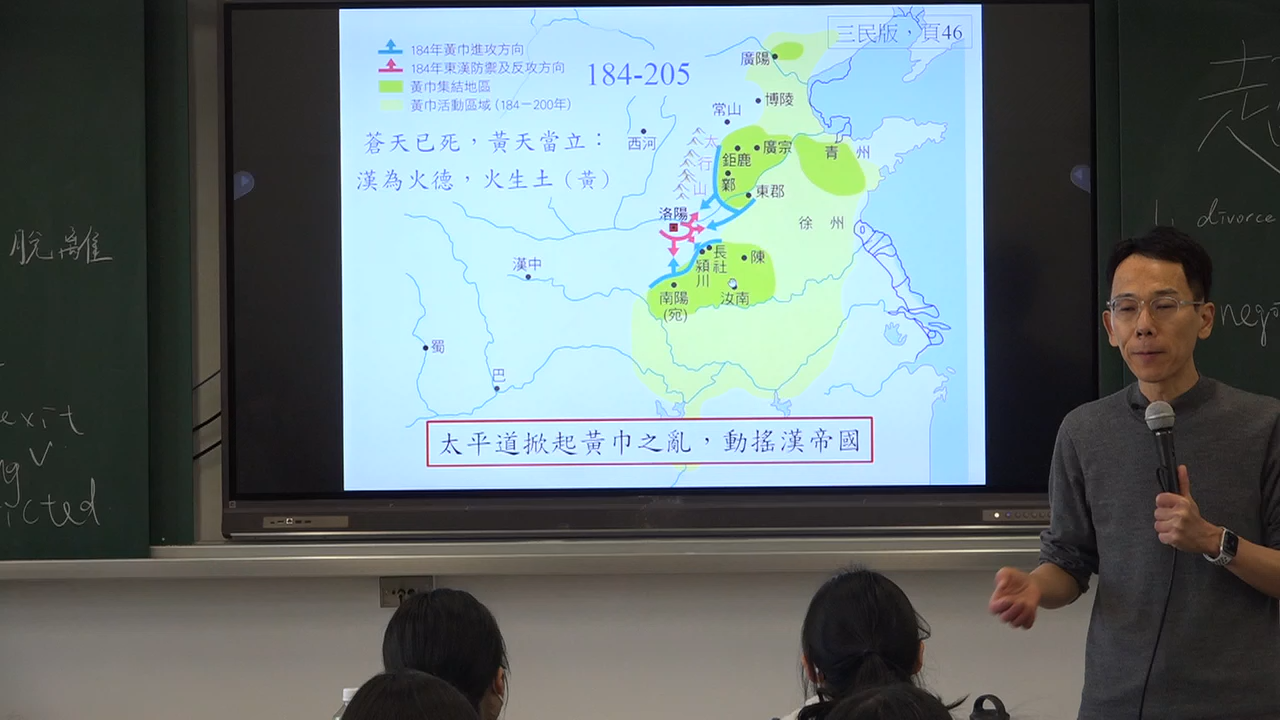 三民版，頁46
184年黃巾進攻方向
184年東漢防禦及反攻方向
黃巾集結地區
黃巾活動區域（184－200年）
184-205
蒼天已死，黃天當立：
漢為火德，火生土（黃）
廣陽
博陵
常山
西河
太行山
廣宗
鉅鹿
鄴
東郡
青州
徐州
洛陽
漢中
長社
潁川
陳
南陽
(宛)
汝南
蜀
巴
太平道掀起黃巾之亂，動搖漢帝國
脫離
exit
icted
1. divorce